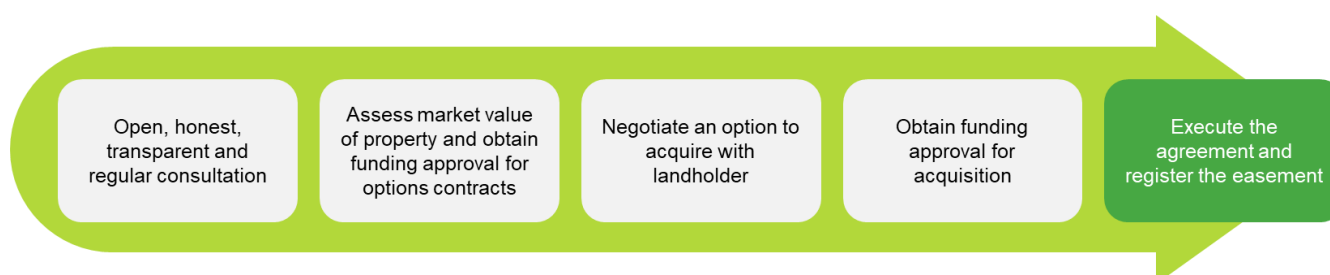 Open, honest,
transparent and
regular consultation
Assess market value
of property and obtain
funding approval for
options contracts
Negotiate an option to
acquire with
landholder
Obtain funding
approval for
acquisition
Execute the
agreement and
register the easement